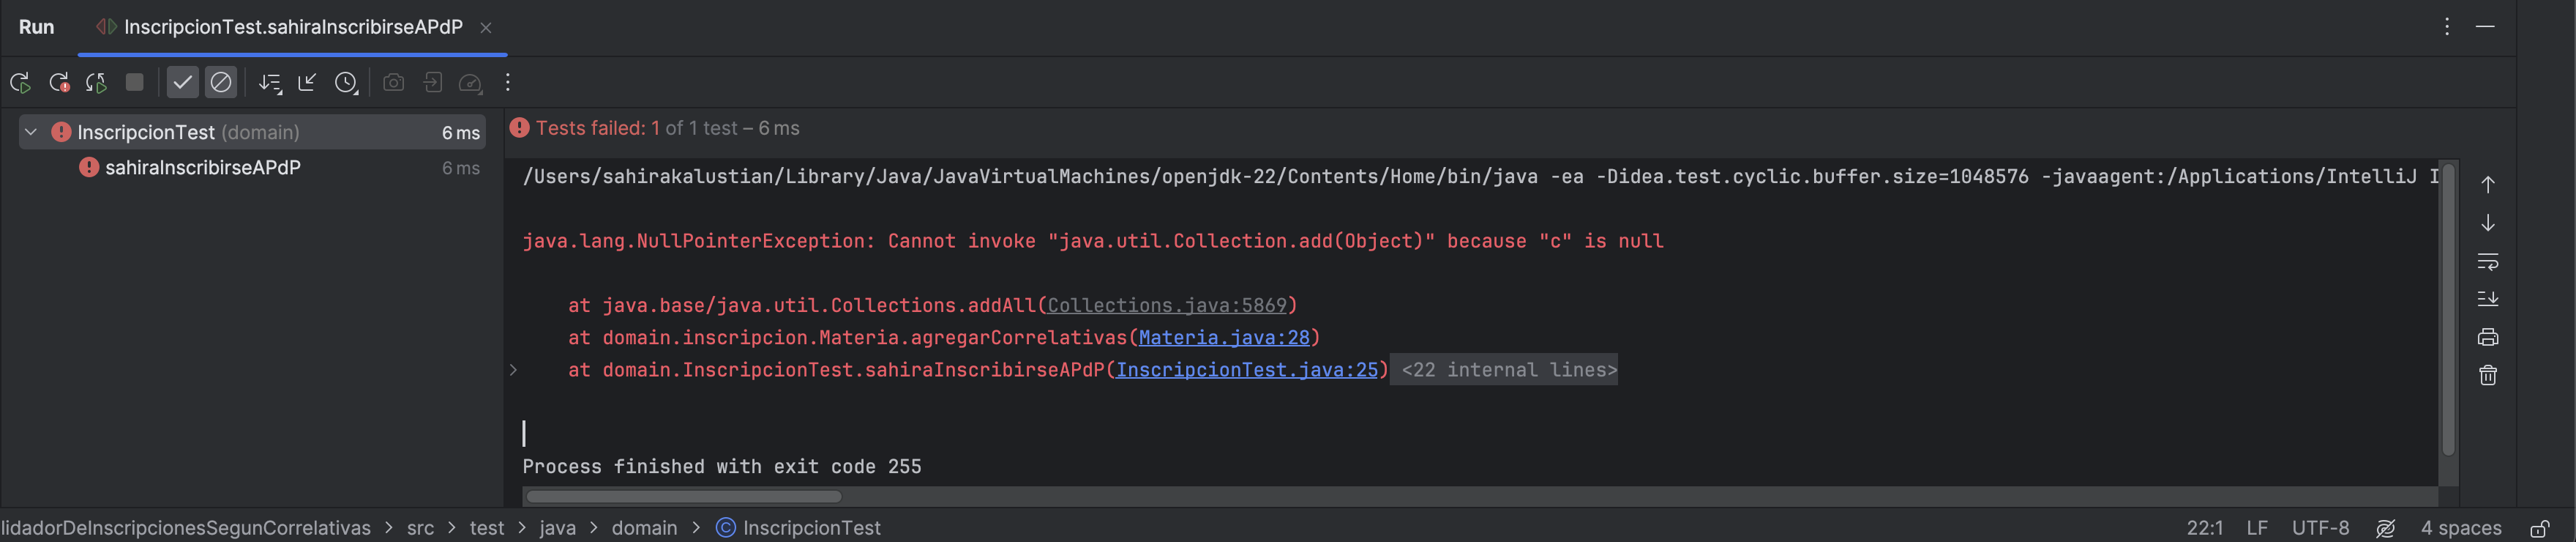 Run InscripcionTest.sahiraInscribirseAPdP
InscripcionTest (domain) 6 ms
sahiraInscribirseAPdP 6 ms
Tests failed: 1 of 1 test – 6 ms
/Users/sahirakalustian/Library/Java/JavaVirtualMachines/openjdk-22/Contents/Home/bin/java -ea -Didea.test.cyclic.buffer.size=1048576 -javaagent:/Applications/IntelliJ I
java.lang.NullPointerException: Cannot invoke "java.util.Collection.add(Object)" because "c" is null
at java.base/java.util.Collections.addAll(Collections.java:5869)
at domain.inscripcion.Materia.agregarCorrelativas(Materia.java:28)
at domain.InscripcionTest.sahiraInscribirseAPdP(InscripcionTest.java:25) <22 internal lines>
Process finished with exit code 255
lidadorDeInscripcionesSegunCorrelativas > src > test > java > domain > InscripcionTest 22:1 LF UTF-8 4 spaces